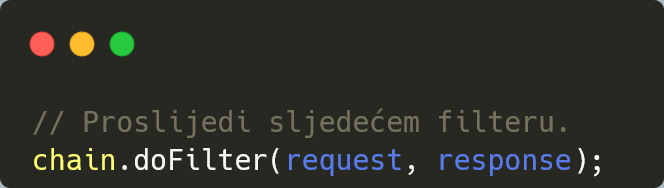 // Proslijedi sljedećem filteru.
chain.doFilter(request, response);